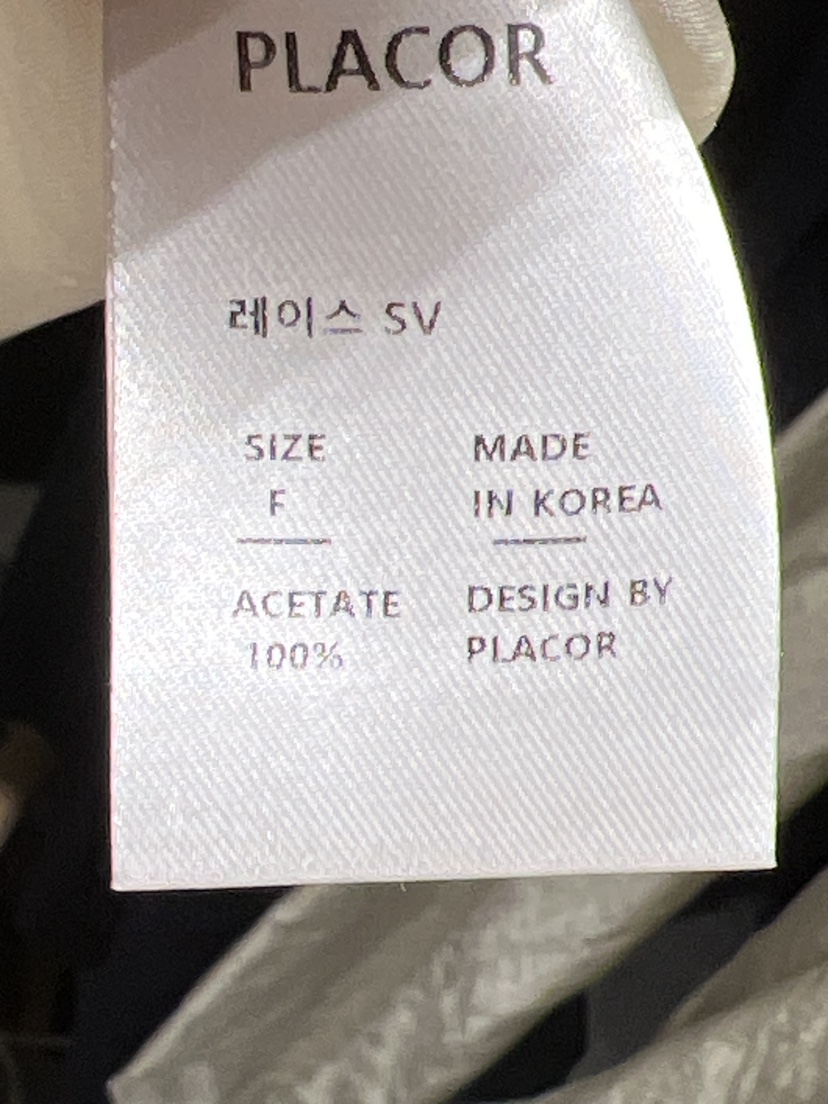 PLACOR
레이스 SV
SIZE
F
MADE
IN KOREA
ACETATE
100%
DESIGN BY
PLACOR